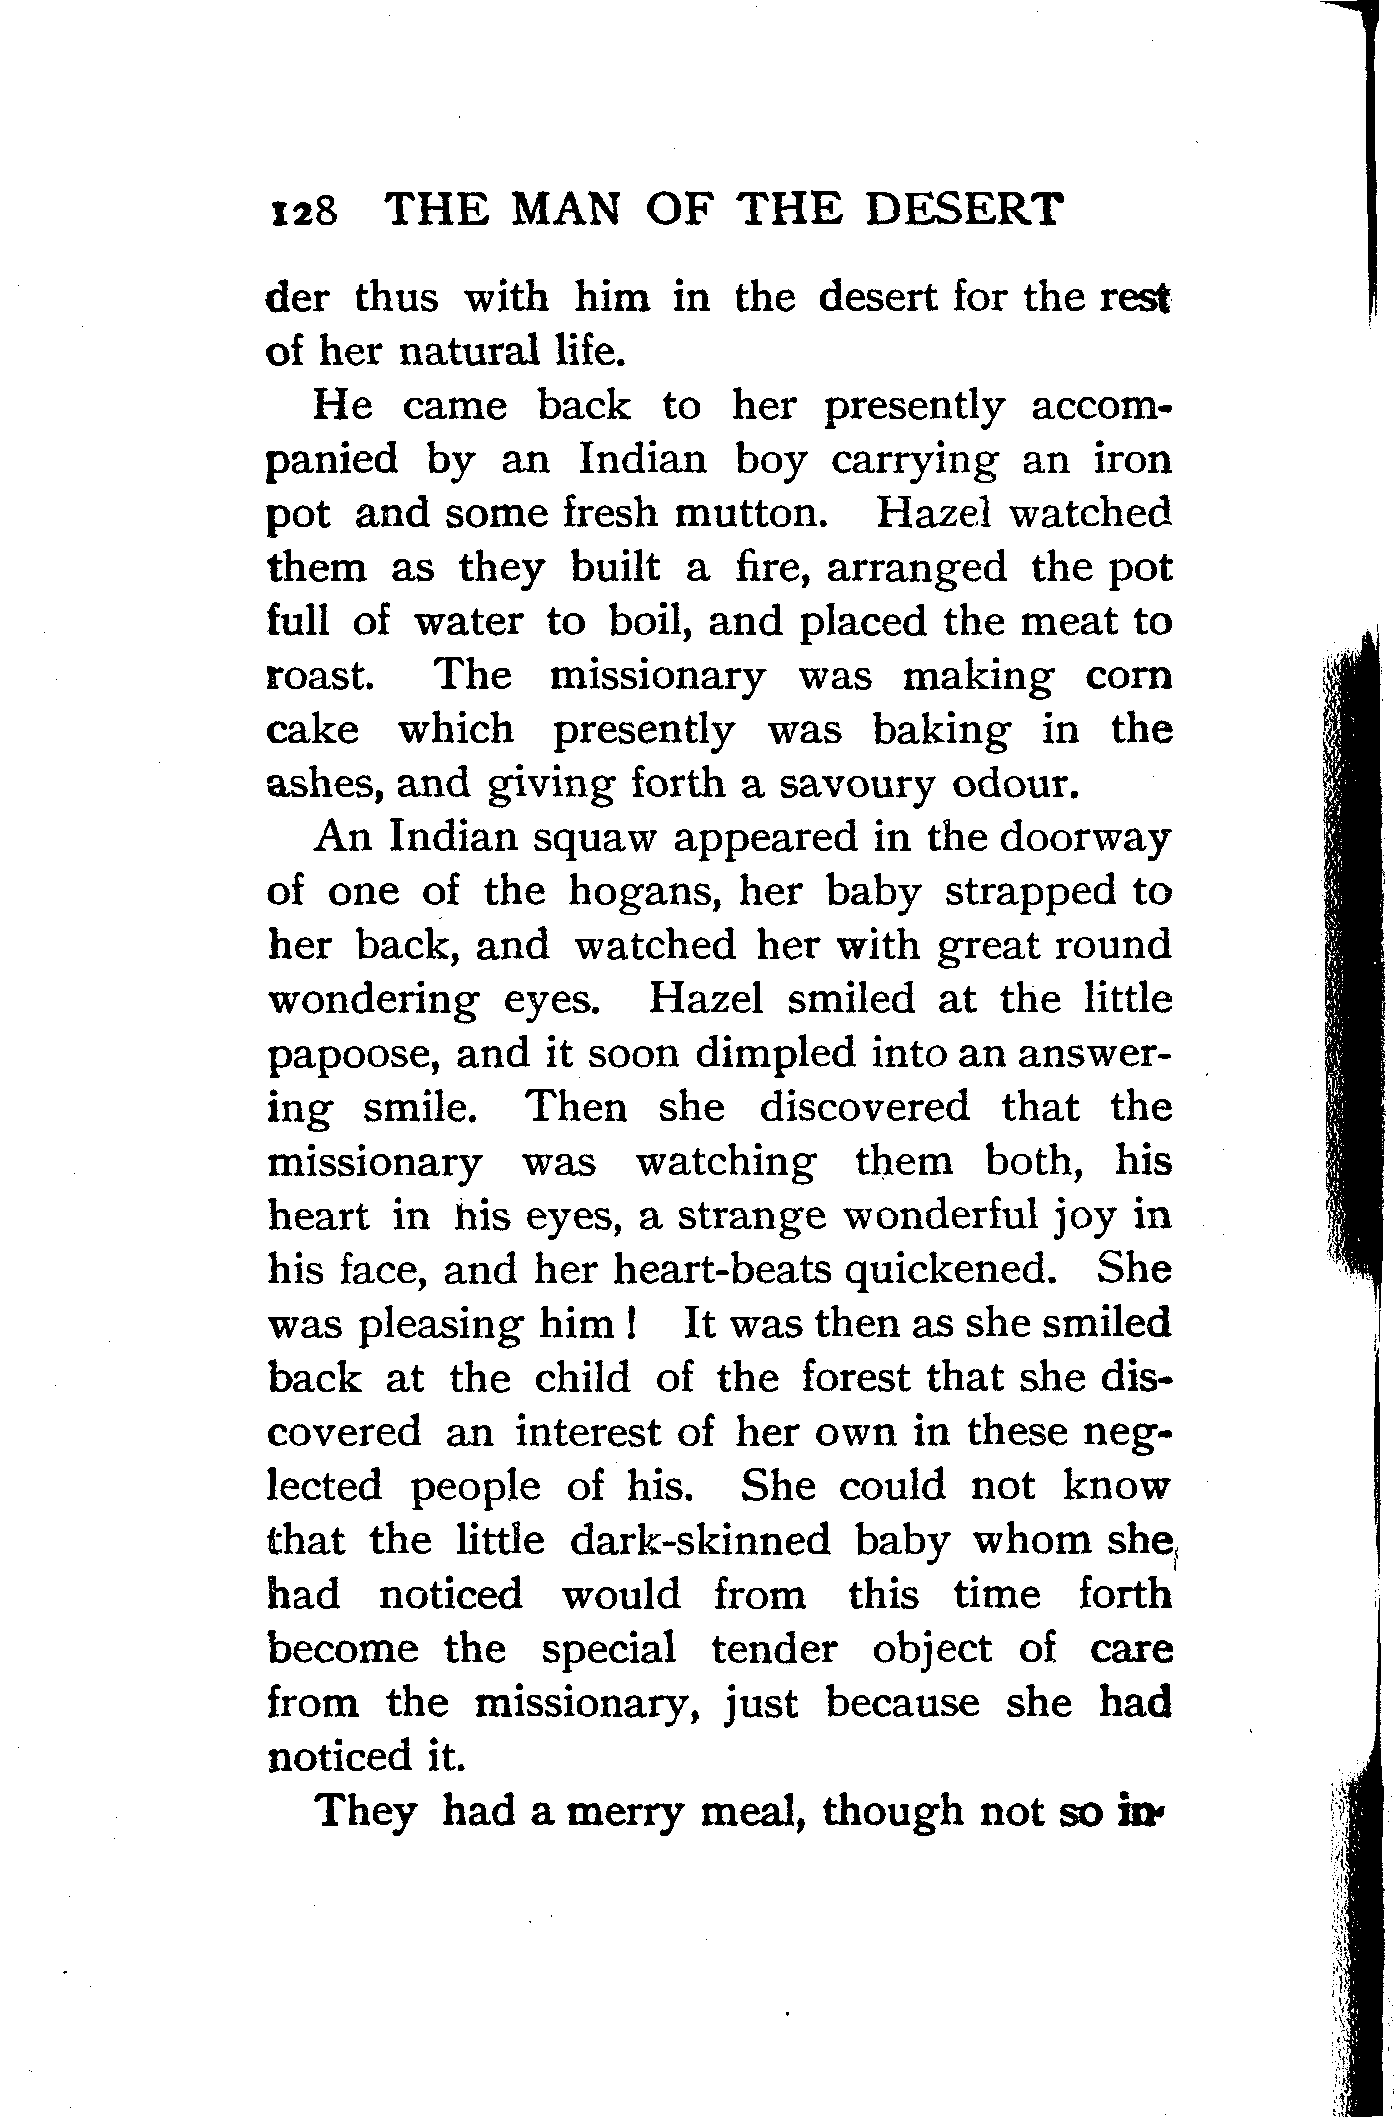 128 THE MAN OF THE DESERT
der thus with him in the desert for the rest
of her natural life.
He came back to her presently accom-
panied by an Indian boy carrying an iron
pot and some fresh mutton. Hazel watched
them as they built a fire, arranged the pot
full of water to boil, and placed the meat to
roast. The missionary was making corn
cake which presently was baking in the
ashes, and giving forth a savoury odour.
An Indian squaw appeared in the doorway
of one of the hogans, her baby strapped to
her back, and watched her with great round
wondering eyes. Hazel smiled at the little
papoose, and it soon dimpled into an answer-
ing smile. Then she discovered that the
missionary was watching them both, his
heart in his eyes, a strange wonderful joy in
his face, and her heart-beats quickened. She
was pleasing him! It was then as she smiled
back at the child of the forest that she dis-
covered an interest of her own in these neg-
lected people of his. She could not know
that the little dark-skinned baby whom she
had noticed would from this time forth
become the special tender object of care
from the missionary, just because she had
noticed it.
They had a merry meal, though not so in-